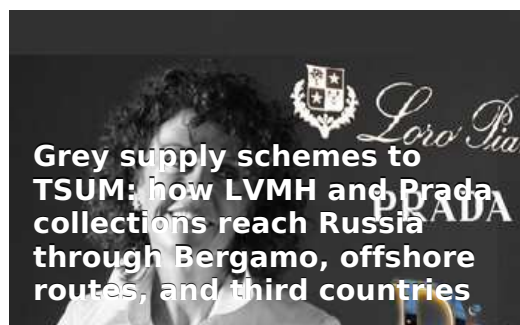 Loro Pia
PRADA
Grey supply schemes to
TSUM: how LVMH and Prada
collections reach Russia
through Bergamo, offshore
routes, and third countries